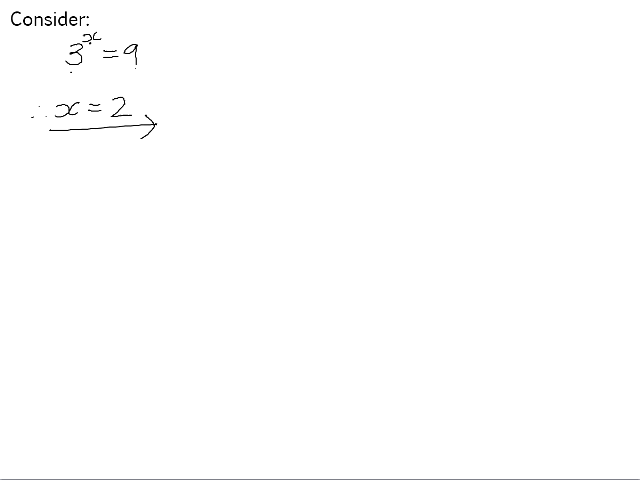 Consider:
3^x = 9
∴ x = 2